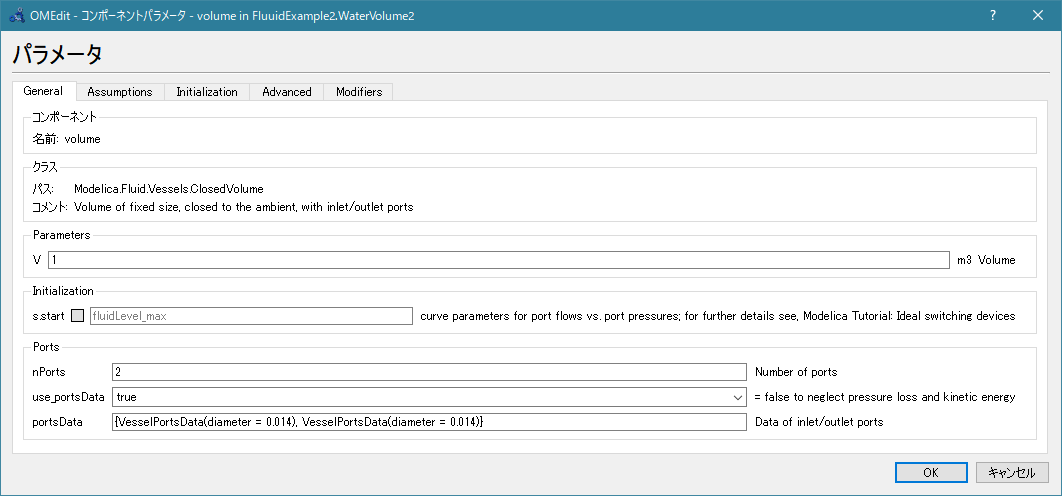 OMEdit - コンポーネントパラメータ - volume in FluuidExample2.WaterVolume2
パラメータ
General Assumptions Initialization Advanced Modifiers
コンポーネント
名前: volume
クラス
パス: Modelica.Fluid.Vessels.ClosedVolume
コメント: Volume of fixed size, closed to the ambient, with inlet/outlet ports
Parameters
V 1 m3 Volume
Initialization
s.start fluidLevel_max curve parameters for port flows vs. port pressures; for further details see, Modelica Tutorial: Ideal switching devices
Ports
nPorts 2 Number of ports
use_portsData true = false to neglect pressure loss and kinetic energy
portsData {VesselPortsData(diameter = 0.014), VesselPortsData(diameter = 0.014)} Data of inlet/outlet ports
OK キャンセル